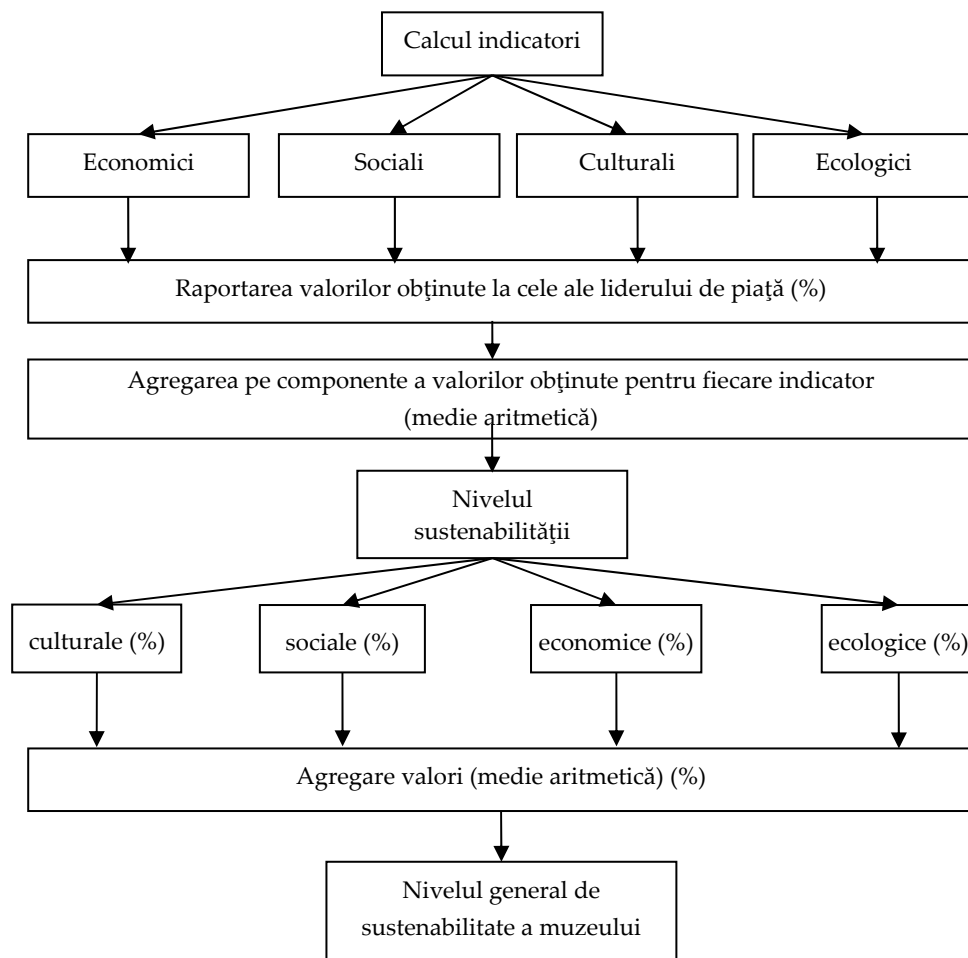 Calcul indicatori
Economici
Sociali
Culturali
Ecologici
Raportarea valorilor obţinute la cele ale liderului de piaţă (%)
Agregarea pe componente a valorilor obţinute pentru fiecare indicator
(medie aritmetică)
Nivelul
sustenabilităţii
culturale (%)
sociale (%)
economice (%)
ecologice (%)
Agregare valori (medie aritmetică) (%)
Nivelul general de
sustenabilitate a muzeului